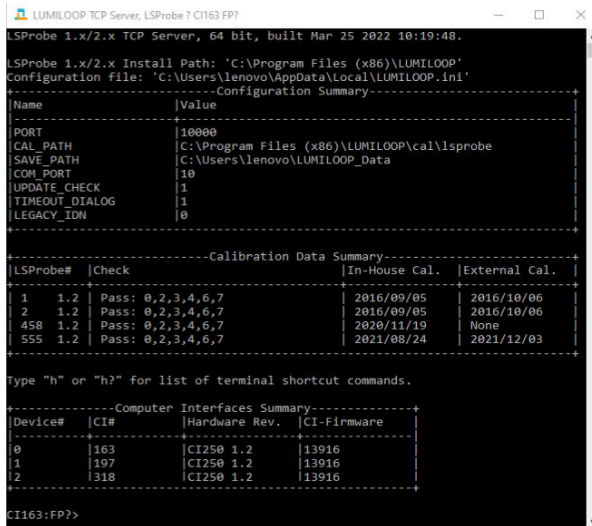 LUMILOOP TCP Server, LSProbe ? CI163 FP?
LSProbe 1.x/2.x TCP Server, 64 bit, built Mar 25 2022 10:19:48.
LSProbe 1.x/2.x Install Path: 'C:\Program Files (x86)\LUMILOOP'
Configuration file: 'C:\Users\lenovo\AppData\Local\LUMILOOP.ini'
+---------------------------Configuration Summary---------------------------+
|Name |Value |
|PORT |10000 |
|CAL_PATH |C:\Program Files (x86)\LUMILOOP\cal\lsprobe |
|SAVE_PATH |C:\Users\lenovo\LUMILOOP_Data |
|COM_PORT |10 |
|UPDATE_CHECK |1 |
|TIMEOUT_DIALOG |1 |
|LEGACY_IDN |0 |
+--------------------------Calibration Data Summary--------------------------+
|LSProbe# |Check |In-House Cal. |External Cal. |
| 1 1.2 | Pass: 0,2,3,4,6,7 | 2016/09/05 | 2016/10/06 |
| 2 1.2 | Pass: 0,2,3,4,6,7 | 2016/09/05 | 2016/10/06 |
| 458 1.2 | Pass: 0,2,3,4,6,7 | 2020/11/19 | None |
| 555 1.2 | Pass: 0,2,3,4,6,7 | 2021/08/24 | 2021/12/03 |
Type "h" or "h?" for list of terminal shortcut commands.
+--------------Computer Interfaces Summary--------------+
|Device# |CI# |Hardware Rev. |CI-Firmware |
|0 |163 |CI250 1.2 |13916 |
|1 |197 |CI250 1.2 |13916 |
|2 |318 |CI250 1.2 |13916 |
CI163:FP?>